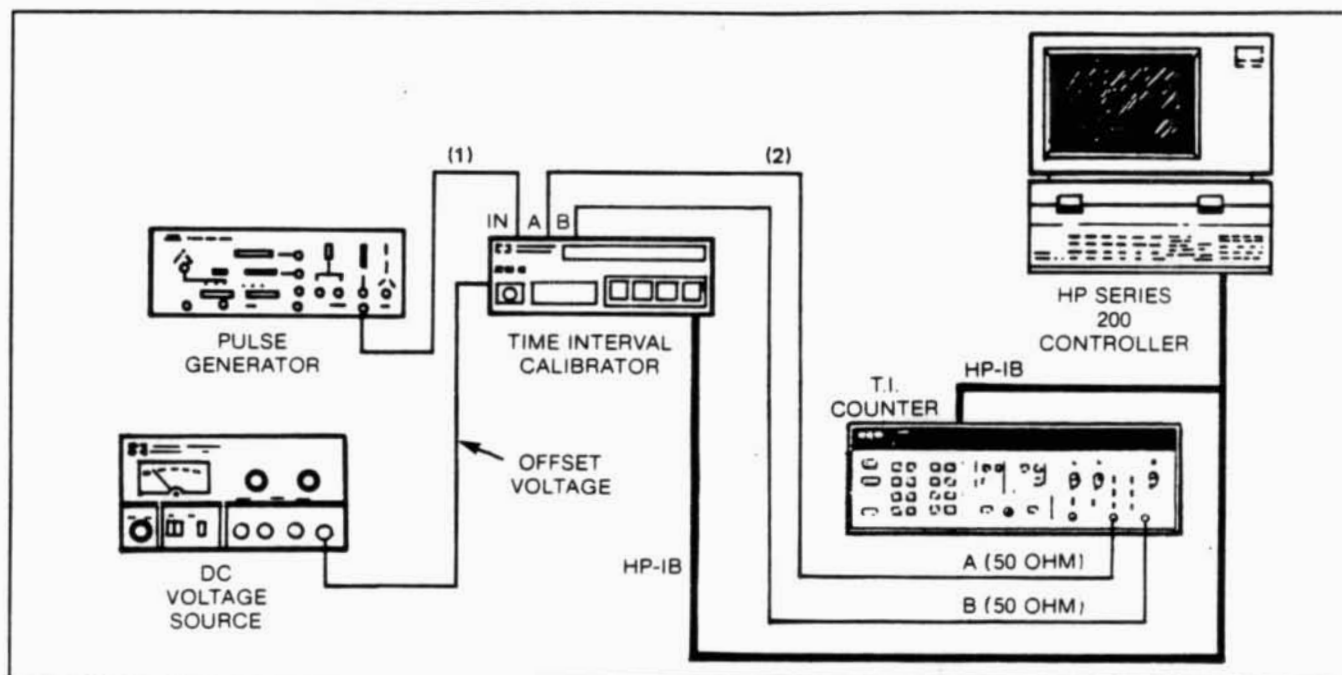 (1)
(2)
IN A B
PULSE
GENERATOR
TIME INTERVAL
CALIBRATOR
HP SERIES
200
CONTROLLER
HP-IB
T.I.
COUNTER
OFFSET
VOLTAGE
DC
VOLTAGE
SOURCE
HP-IB
A (50 OHM)
B (50 OHM)